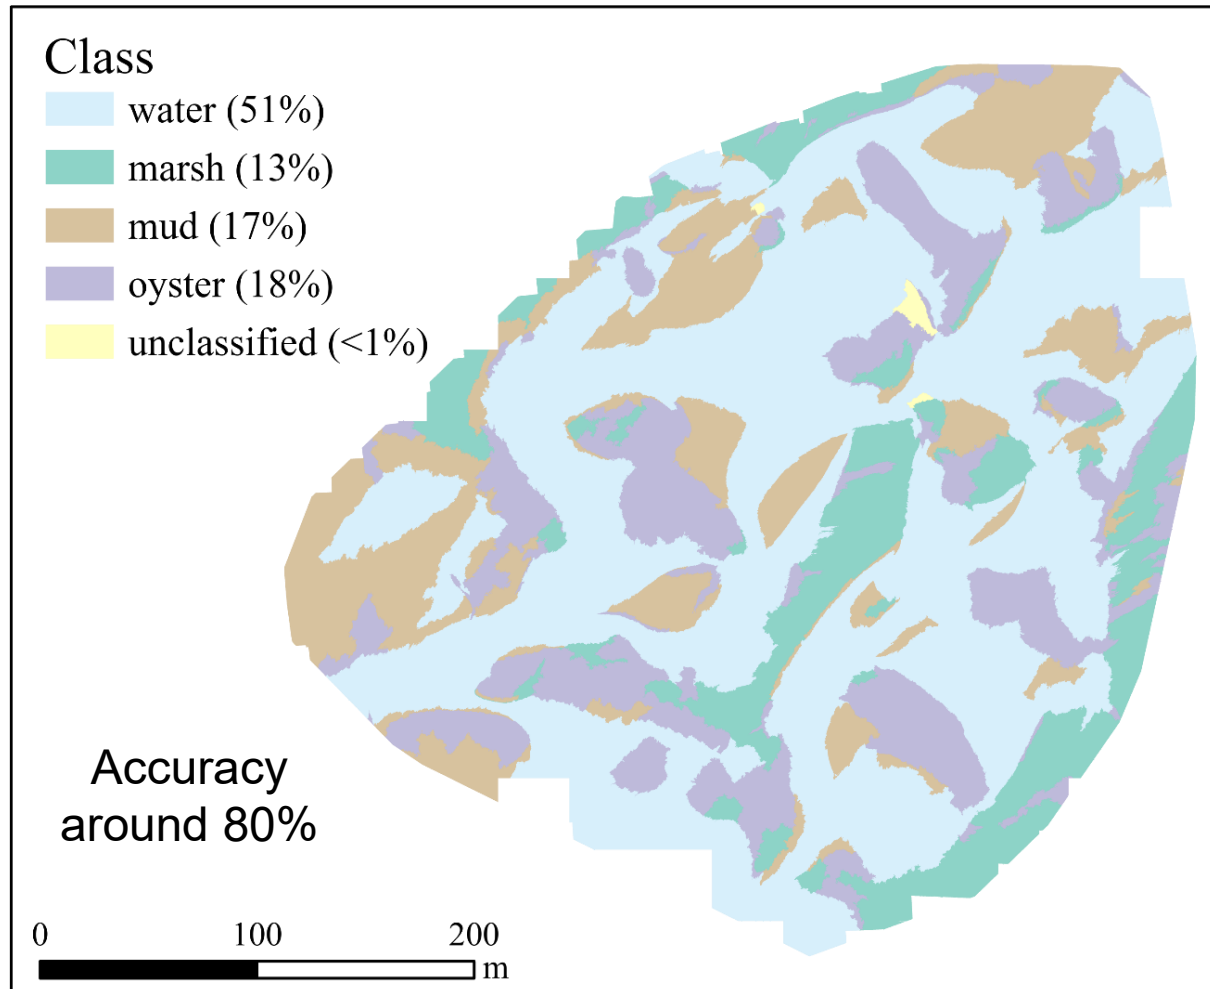 Class
water (51%)
marsh (13%)
mud (17%)
oyster (18%)
unclassified (<1%)
Accuracy
around 80%
0 100 200
m